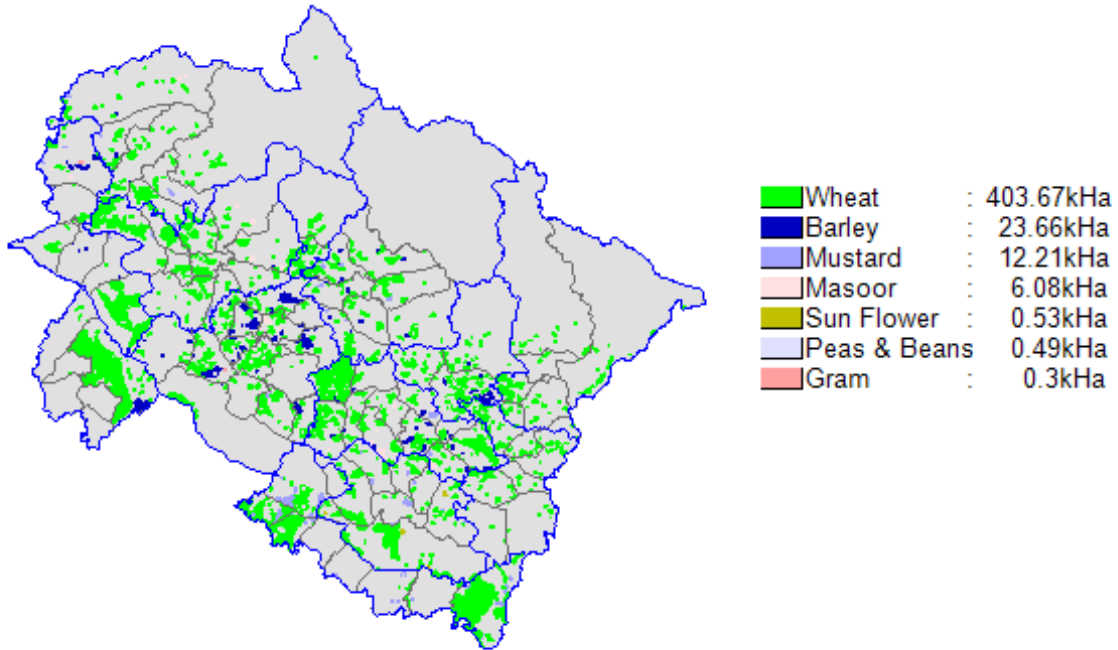 Wheat : 403.67kHa
Barley : 23.66kHa
Mustard : 12.21kHa
Masoor : 6.08kHa
Sun Flower : 0.53kHa
Peas & Beans 0.49kHa
Gram : 0.3kHa